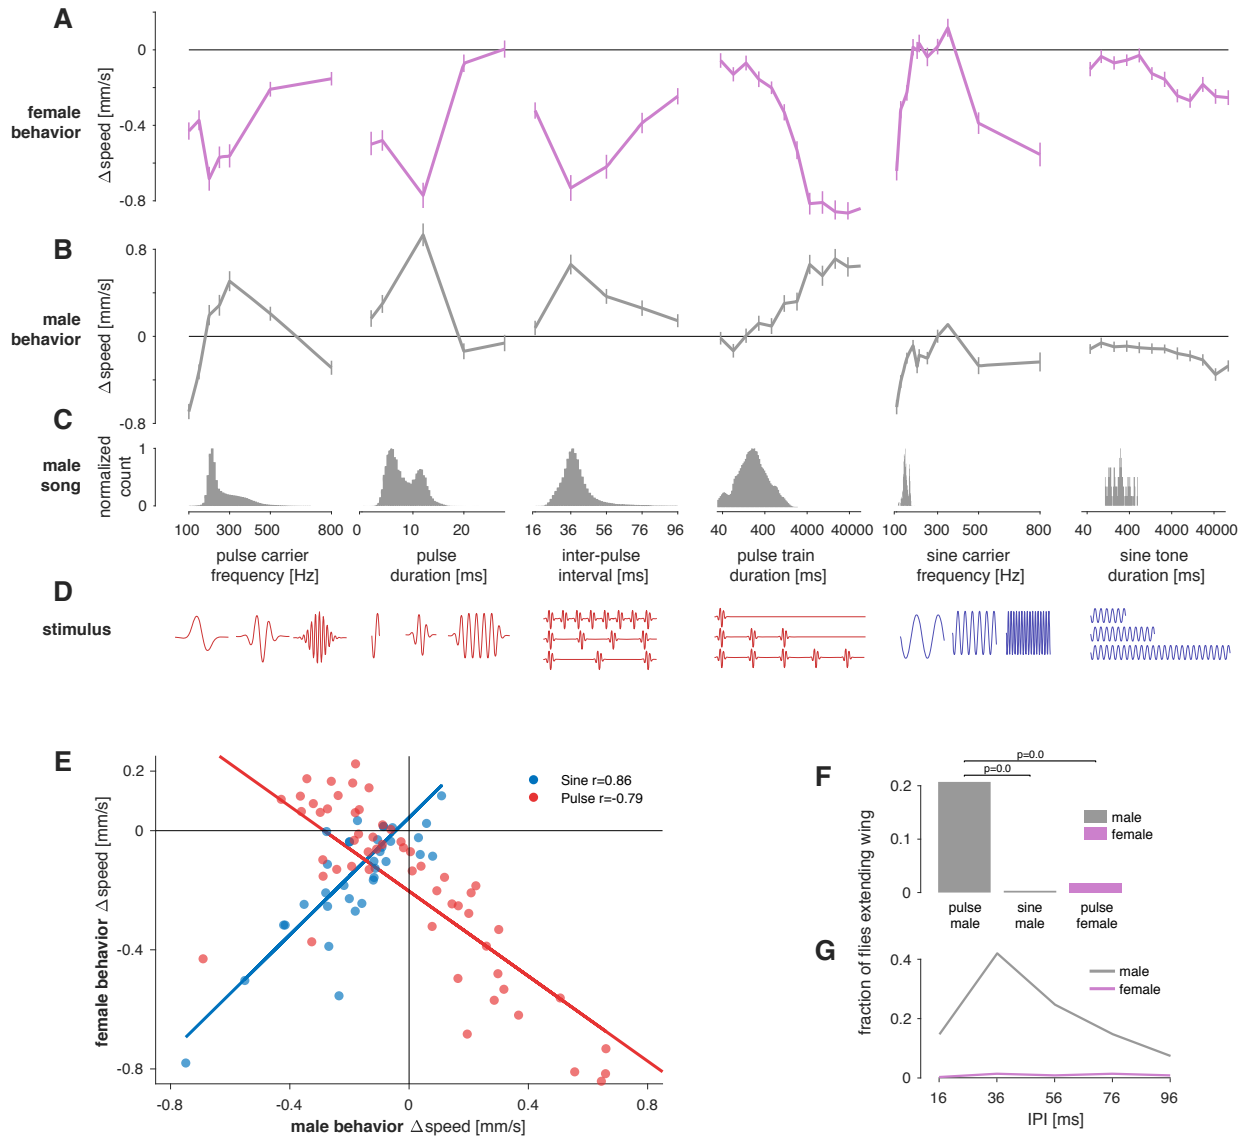 A
0
-0.4
-0.8
Δ speed [mm/s]
female
behavior
B
0.8
0
-0.8
Δ speed [mm/s]
male
behavior
C
male
song
normalized
count
1
0
100 300 500 800
0 10 20
16 36 56 76 96
40 400 40000
100 300 500 800
40 400 40000
pulse carrier
frequency [Hz]
pulse
duration [ms]
inter-pulse
interval [ms]
pulse train
duration [ms]
sine carrier
frequency [Hz]
sine tone
duration [ms]
D
stimulus
E
0.2
0
-0.4
-0.8
female behavior Δ speed [mm/s]
Sine r=0.86
Pulse r=-0.79
-0.8 -0.4 0 0.4 0.8
male behavior Δ speed [mm/s]
F
p=0.0
p=0.0
0.2
0.1
0
male
female
pulse
male
sine
male
pulse
female
fraction of flies extending wing
G
0.4
0.2
0
male
female
16 36 56 76 96
IPI [ms]